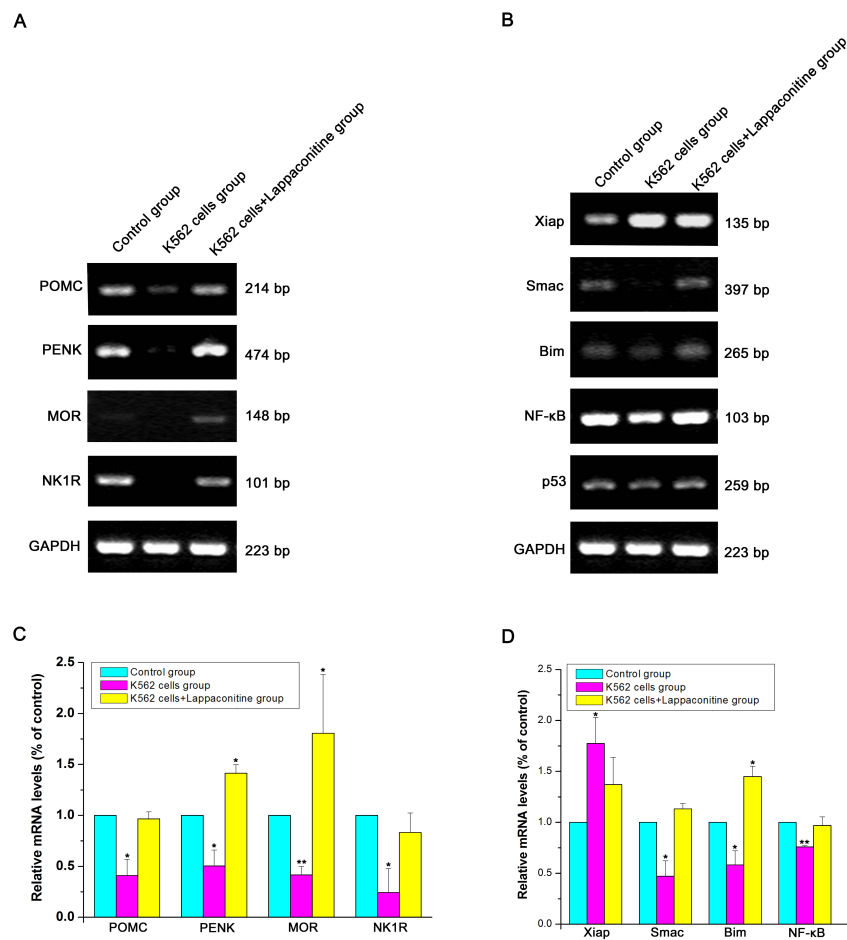 A
Control group
K562 cells group
K562 cells+Lappaconitine group
POMC
214 bp
PENK
474 bp
MOR
148 bp
NK1R
101 bp
GAPDH
223 bp
B
Control group
K562 cells group
K562 cells+Lappaconitine group
Xiap
135 bp
Smac
397 bp
Bim
265 bp
NF-κB
103 bp
p53
259 bp
GAPDH
223 bp
C
Relative mRNA levels (% of control)
2.5
2.0
1.5
1.0
0.5
0.0
Control group
K562 cells group
K562 cells+Lappaconitine group
*
*
*
*
**
*
*
POMC
PENK
MOR
NK1R
D
Relative mRNA levels (% of control)
2.5
2.0
1.5
1.0
0.5
0.0
Control group
K562 cells group
K562 cells+Lappaconitine group
*
*
*
*
**
Xiap
Smac
Bim
NF-κB